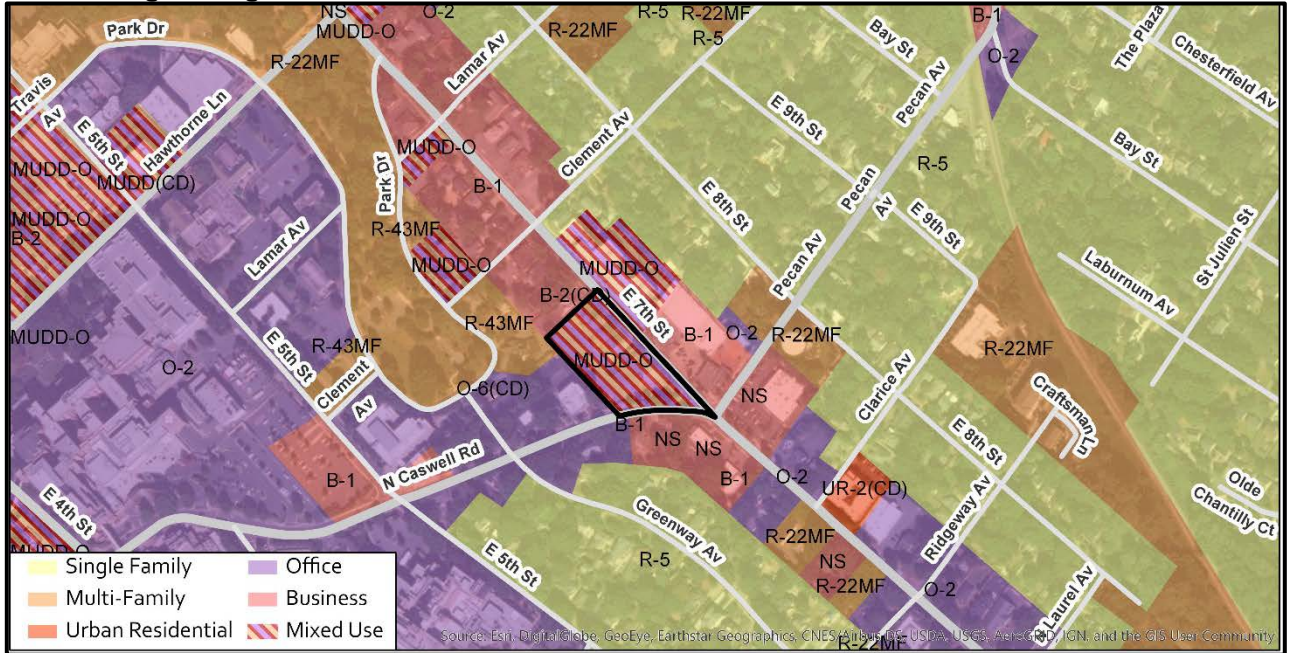 NS
O-2
R-5
R-22MF
B-1
Park Dr
MUDD-O
R-22MF
R-5
Bay St
The Plaza
O-2
Lamar Av
Chesterfield Av
R-22MF
Travis Av
E 5th St
Hawthorne Ln
Pecan Av
E 9th St
Bay St
MUDD-O
MUDD(CD)
MUDD-O
Park Dr
Clement Av
R-5
MUDD-O
B-2
B-1
E 8th St
Pecan Av
E 9th St
St Julien St
Lamar Av
R-43MF
MUDD-O
MUDD-O
Pecan Av
Laburnum Av
B-2(CD)
E 7th St
MUDD-O
R-43MF
B-1
O-2
R-22MF
R-22MF
O-2
E 5th St
R-43MF
MUDD-O
Clement Av
O-6(CD)
NS
Clarice Av
Craftsman Ln
N Caswell Rd
B-1
NS
NS
E 8th St
B-1
B-1
O-2
UR-2(CD)
Ridgeway Av
Olde Chantilly Ct
E 4th St
Greenway Av
R-22MF
MUDD-O
E 5th St
R-5
NS
R-22MF
O-2
Laurel Av
Single Family
Office
Multi-Family
Business
Urban Residential
Mixed Use
R-22MF
Source: Esri, DigitalGlobe, GeoEye, Earthstar Geographics, CNES/Airbus DS, USDA, USGS, AeroGRID, IGN, and the GIS User Community